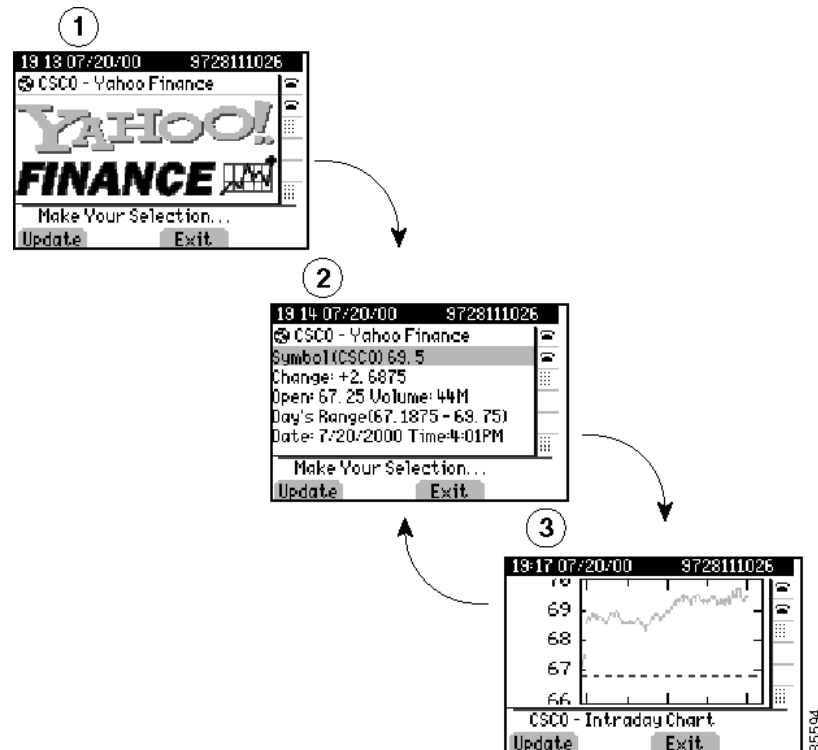 1
19 13 07/20/00 9728111026
CSCO - Yahoo Finance
YAHOO!
FINANCE
Make Your Selection...
Update Exit
2
19 14 07/20/00 9728111026
CSCO - Yahoo Finance
Symbol (CSCO) 69.5
Change: +2.6875
Open: 67.25 Volume: 44M
Day's Range(67.1875 - 69.75)
Date: 7/20/2000 Time:4:01PM
Make Your Selection...
Update Exit
3
19:17 07/20/00 9728111026
70
69
68
67
66
CSCO - Intraday Chart
Update Exit